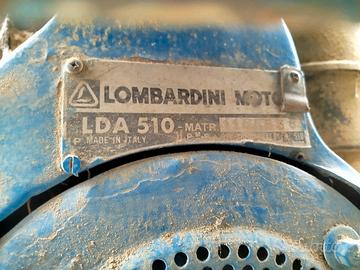 LOMBARDINI MOTO
LDA 510 MATR.
MADE IN ITALY